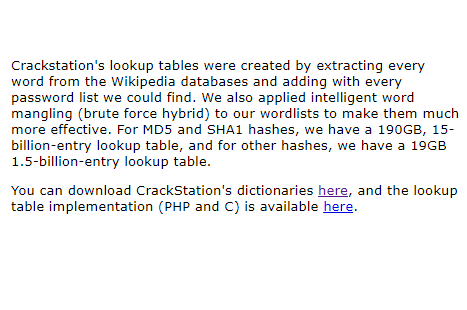 Crackstation's lookup tables were created by extracting every
word from the Wikipedia databases and adding with every
password list we could find. We also applied intelligent word
mangling (brute force hybrid) to our wordlists to make them much
more effective. For MD5 and SHA1 hashes, we have a 190GB, 15-
billion-entry lookup table, and for other hashes, we have a 19GB
1.5-billion-entry lookup table.
You can download CrackStation's dictionaries here, and the lookup
table implementation (PHP and C) is available here.